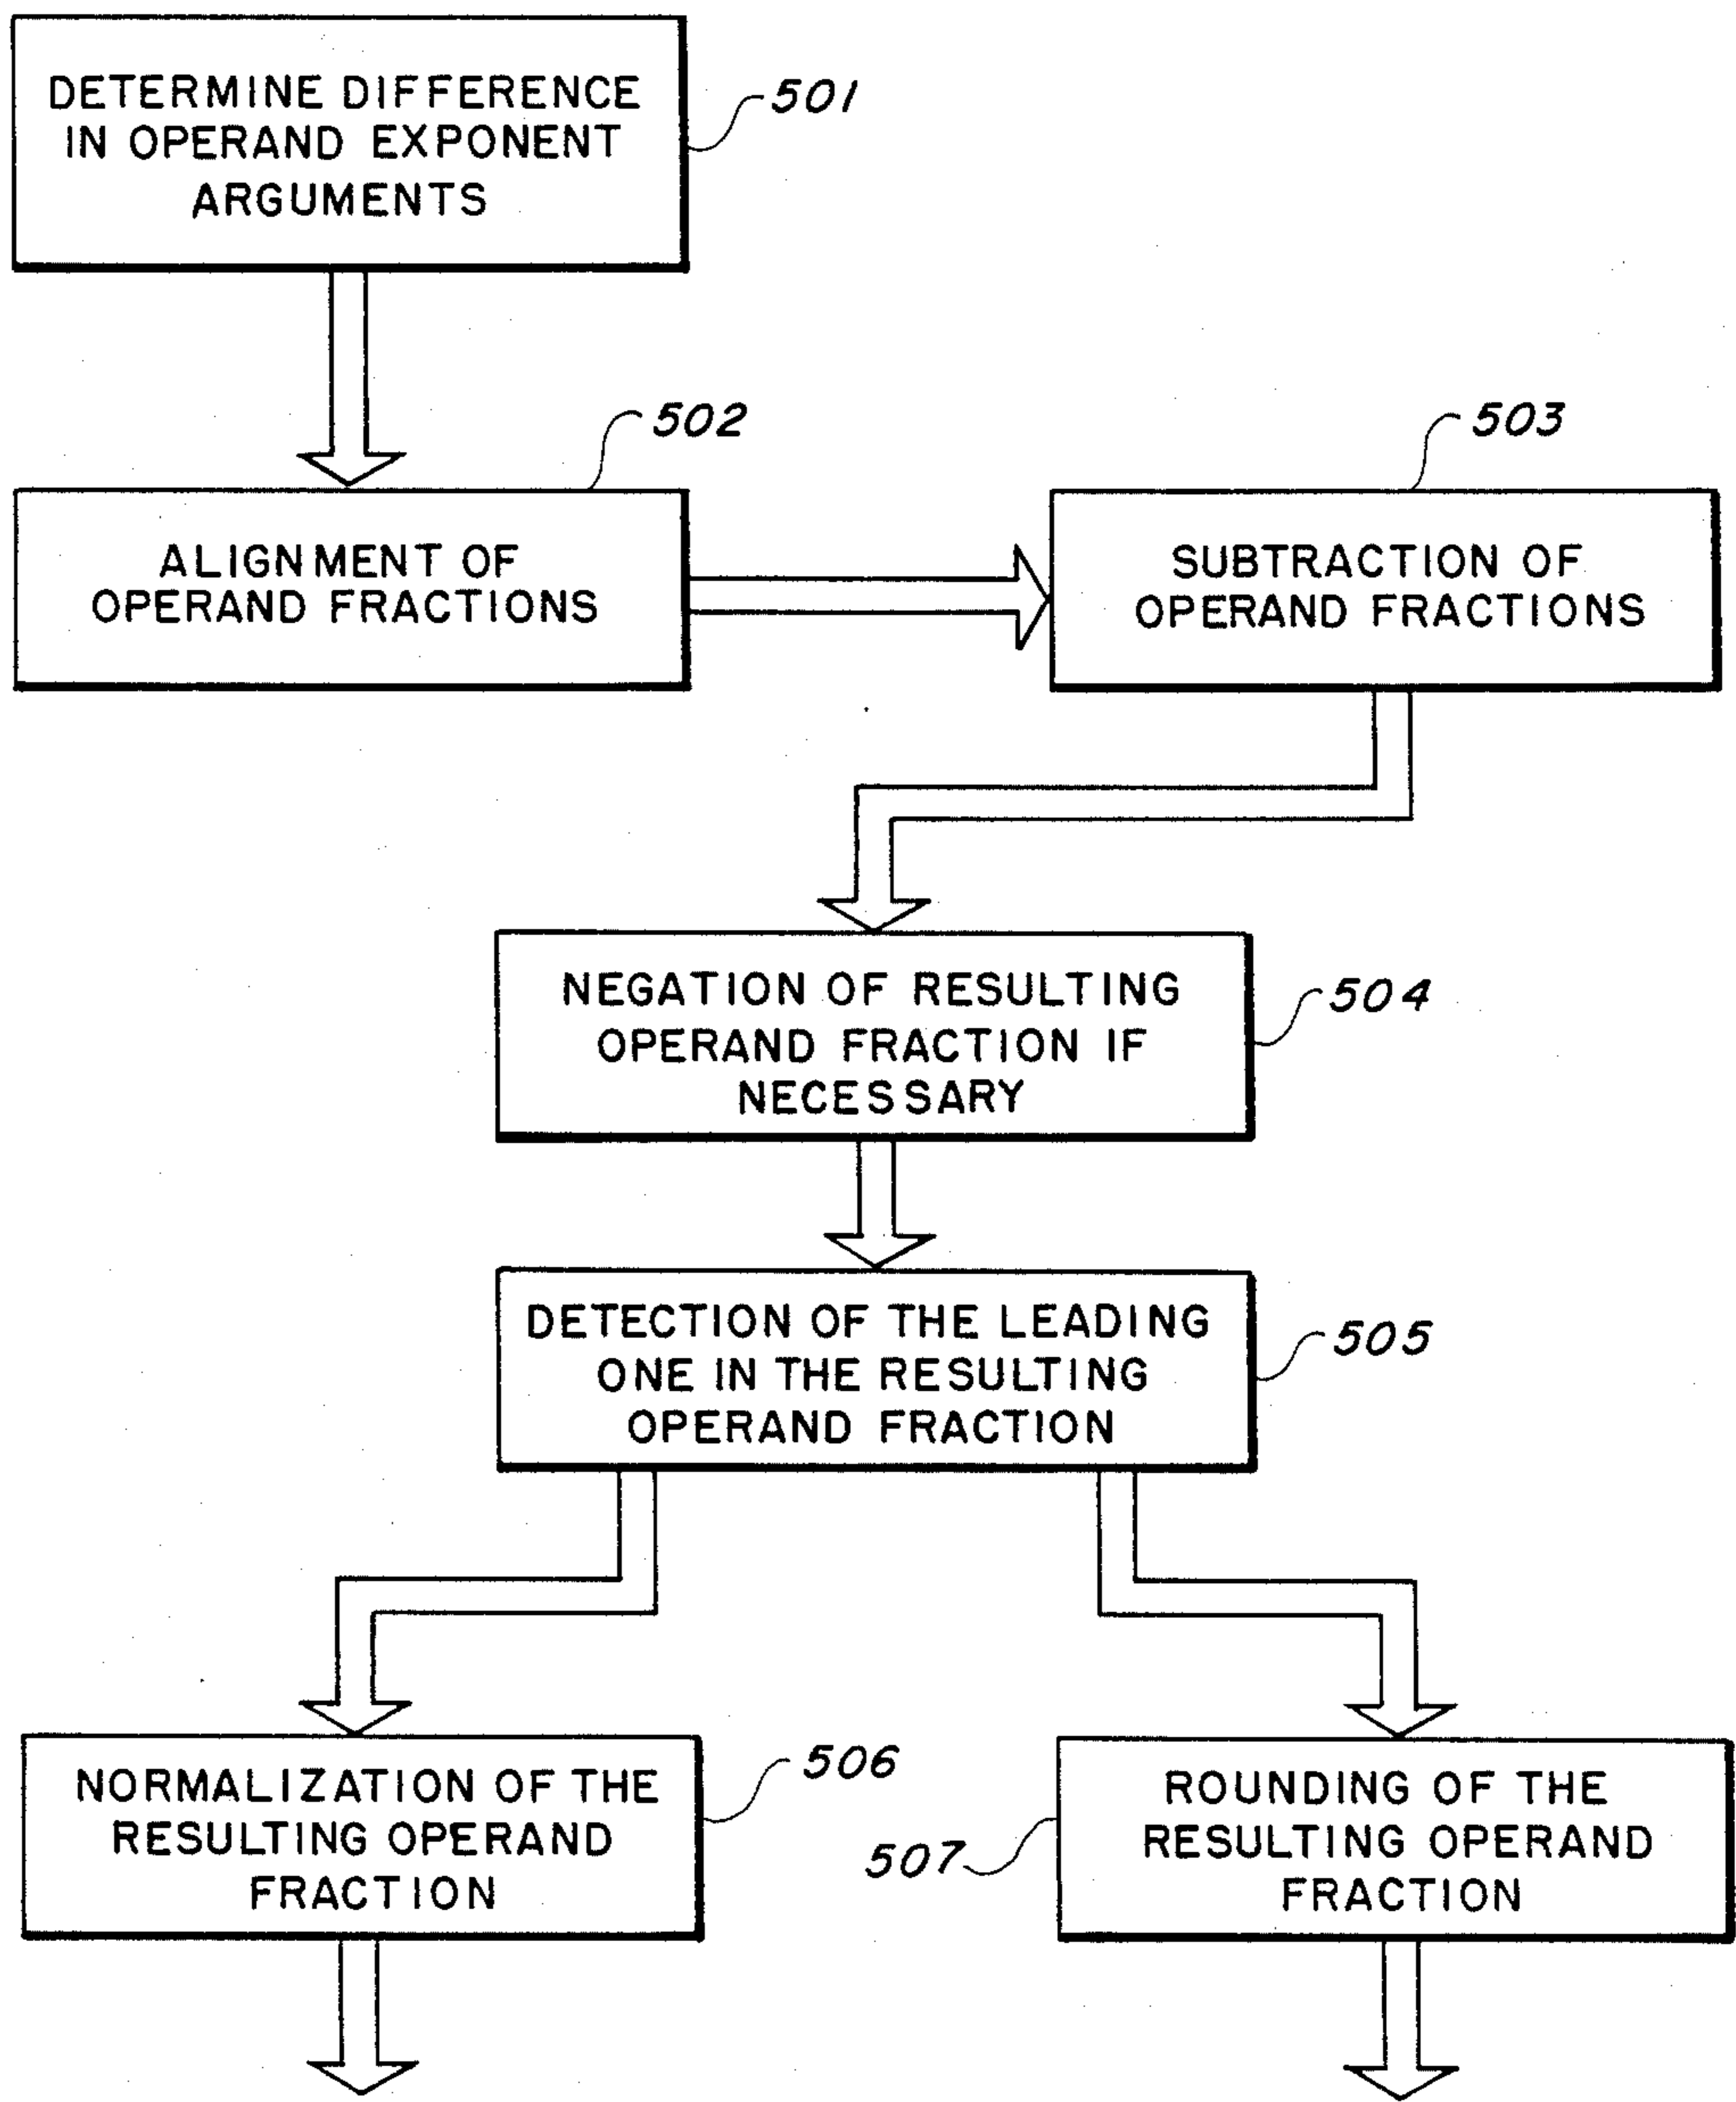 DETERMINE DIFFERENCE
IN OPERAND EXPONENT
ARGUMENTS
501
502
ALIGNMENT OF
OPERAND FRACTIONS
503
SUBTRACTION OF
OPERAND FRACTIONS
NEGATION OF RESULTING
OPERAND FRACTION IF
NECESSARY
504
DETECTION OF THE LEADING
ONE IN THE RESULTING
OPERAND FRACTION
505
NORMALIZATION OF THE
RESULTING OPERAND
FRACTION
506
507
ROUNDING OF THE
RESULTING OPERAND
FRACTION